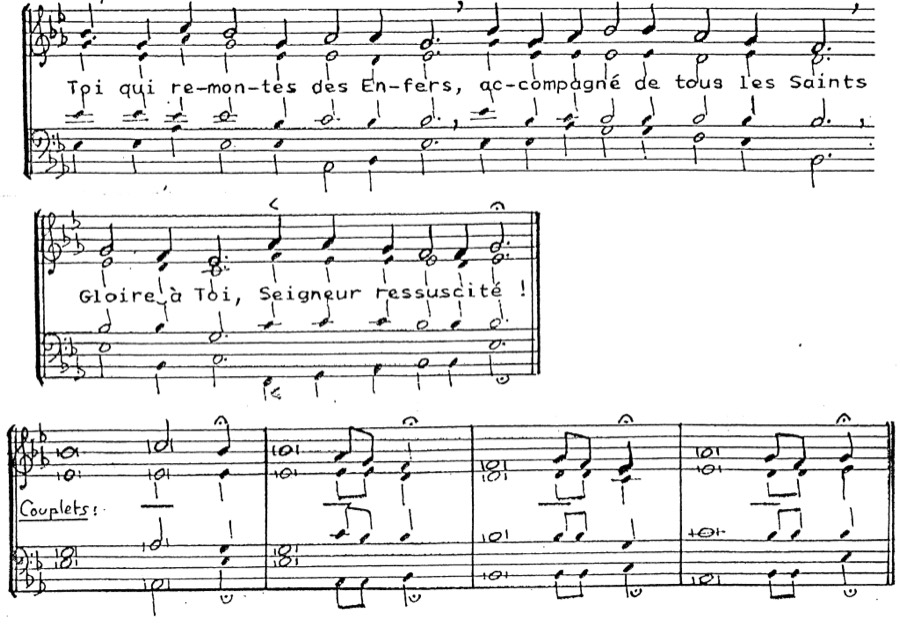 Toi qui re-mon-tes des En-fers, ac-compagné de tous les Saints
Gloire à Toi, Seigneur ressuscité !
Couplets: